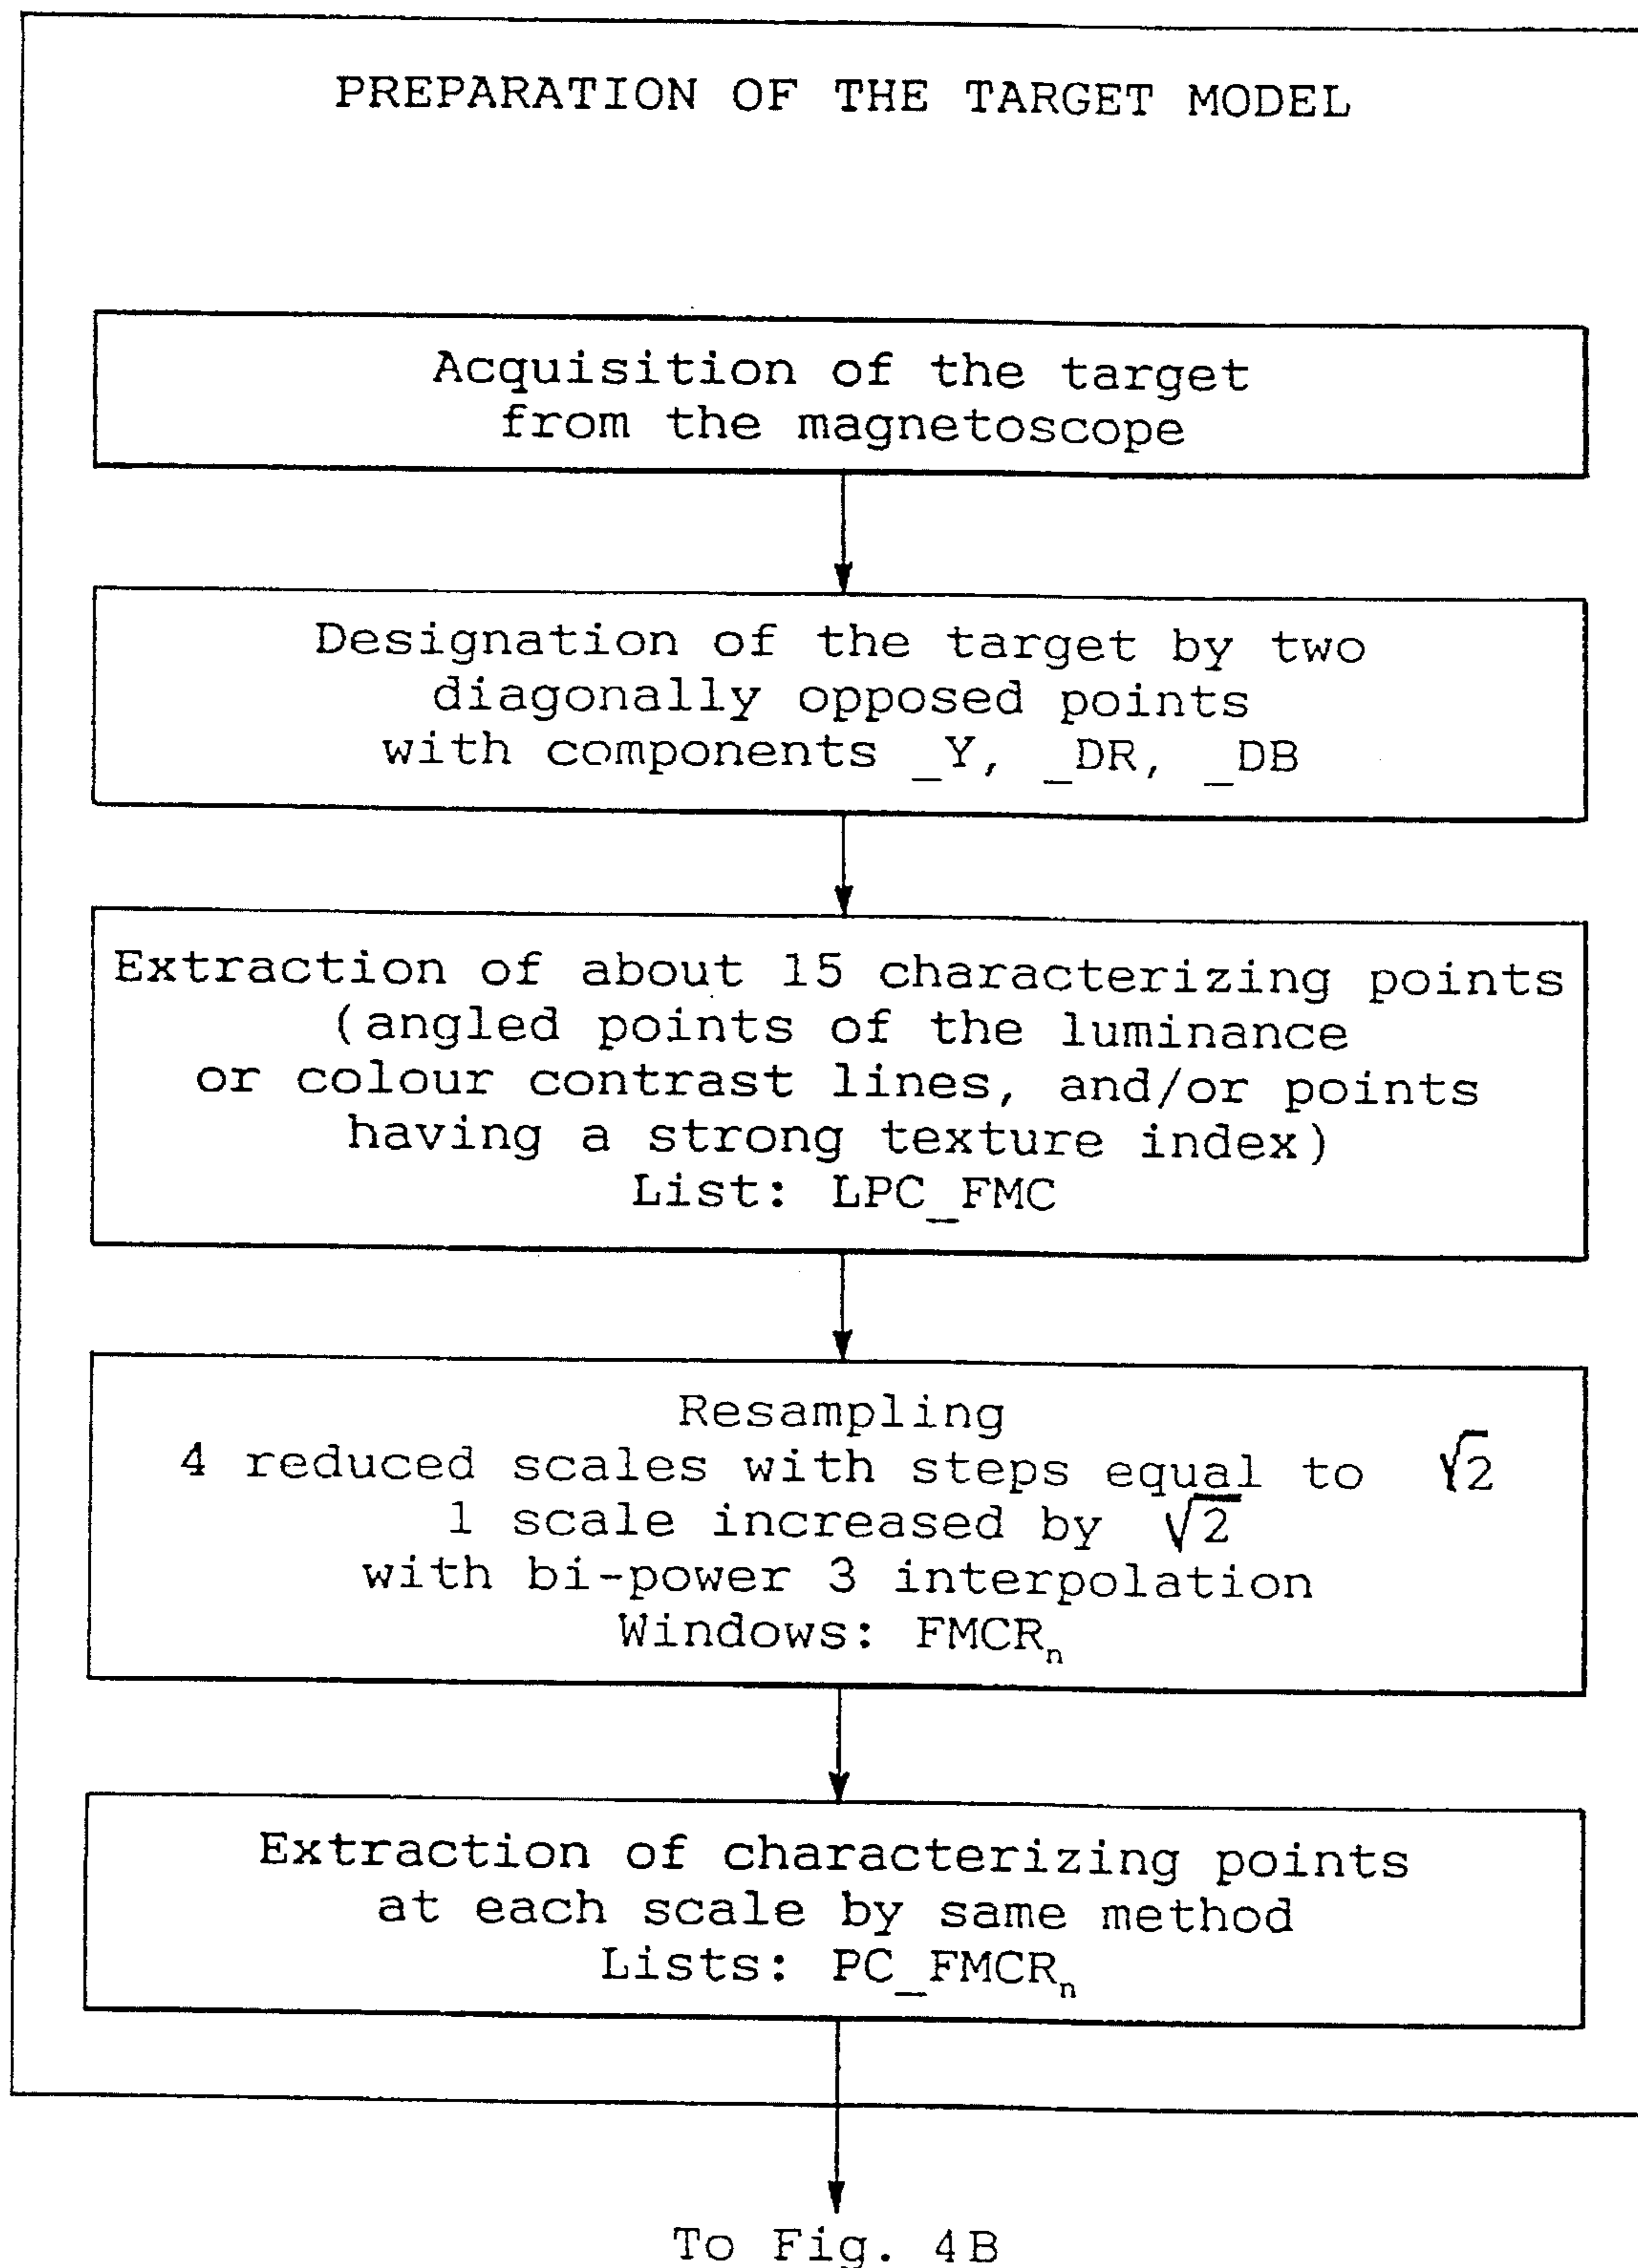 PREPARATION OF THE TARGET MODEL
Acquisition of the target
from the magnetoscope
Designation of the target by two
diagonally opposed points
with components _Y, _DR, _DB
Extraction of about 15 characterizing points
(angled points of the luminance
or colour contrast lines, and/or points
having a strong texture index)
List: LPC_FMC
Resampling
4 reduced scales with steps equal to √2
1 scale increased by √2
with bi-power 3 interpolation
Windows: FMCRₙ
Extraction of characterizing points
at each scale by same method
Lists: PC_FMCRₙ
To Fig. 4B